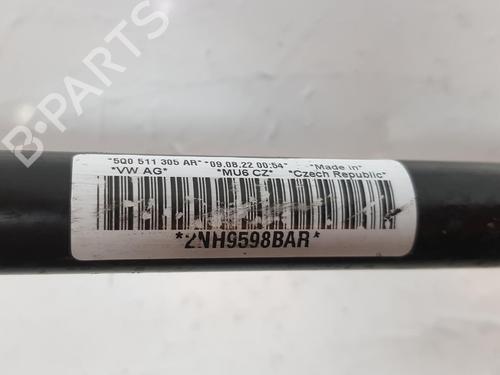 *5Q0 511 305 AR* *09.08.22 00:54* *Made in*
*VW AG* *MU6 CZ* *Czech Republic*
*2NH9598BAR*
B-PARTS